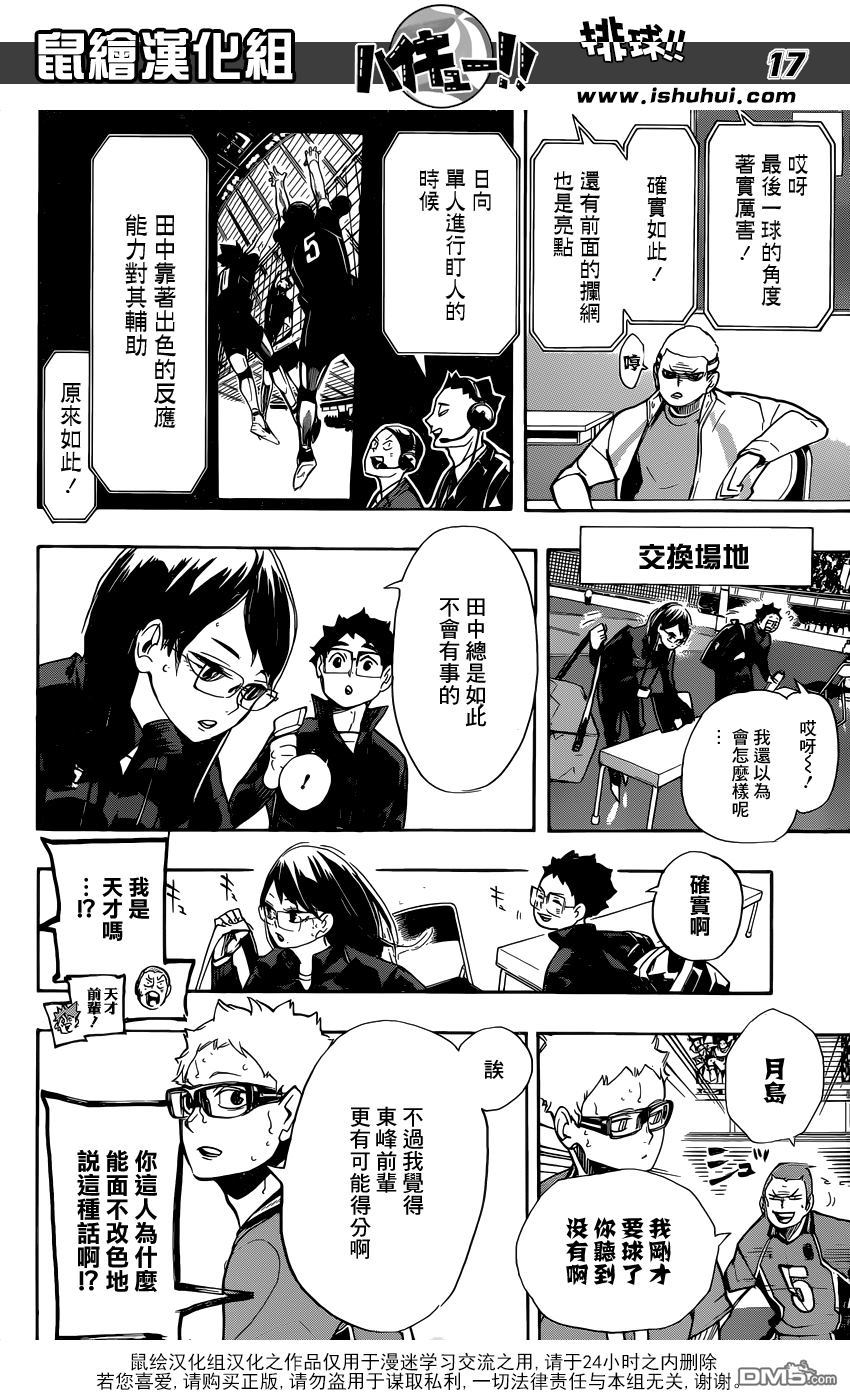 鼠繪漢化組
ハイキュー!!
排球!!
17
www.ishuhui.com
哎呀
最後一球的角度
著實厲害！
確實如此！
還有前面的攔網
也是亮點
哼
日向
單人進行盯人的
時候
田中靠著出色的反應
能力對其輔助
原來如此！
交換場地
哎呀～！
我還以為
會怎麼樣呢
…
田中總是如此
不會有事的
！
確實啊
我是
天才嗎
…!?
天才
前輩！
月島
ジュッ
我剛才
要球了
你聽到
沒有啊
誒
不過我覺得
東峰前輩
更有可能得分啊
你這人為什麼
能面不改色地
說這種話啊!?
鼠绘汉化组汉化之作品仅用于漫迷学习交流之用, 请于24小时之内删除
若您喜爱, 请购买正版, 请勿盗用于谋取私利, 一切法律责任与本组无关, 谢谢。
DM5.com